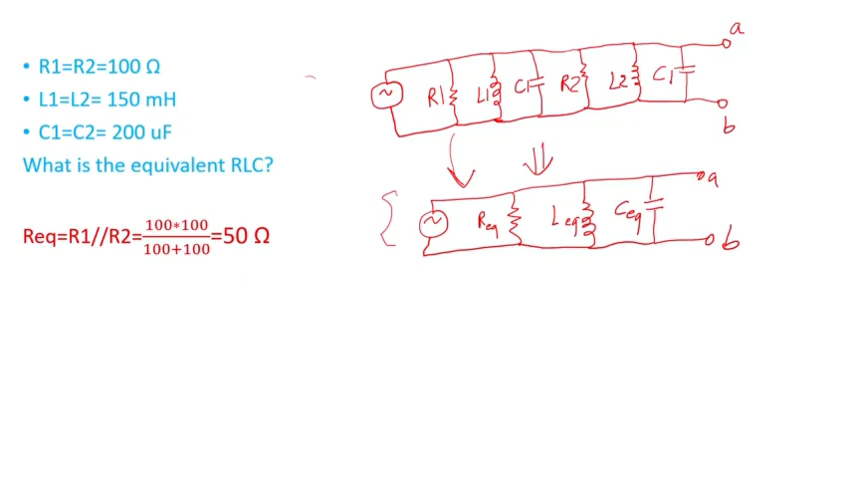 • R1=R2=100 Ω
• L1=L2= 150 mH
• C1=C2= 200 uF
What is the equivalent RLC?
Req=R1//R2=100*100/100+100=50 Ω
a
R1 L1 C1 R2 L2 C1
b
a
Req Leq Ceq
b